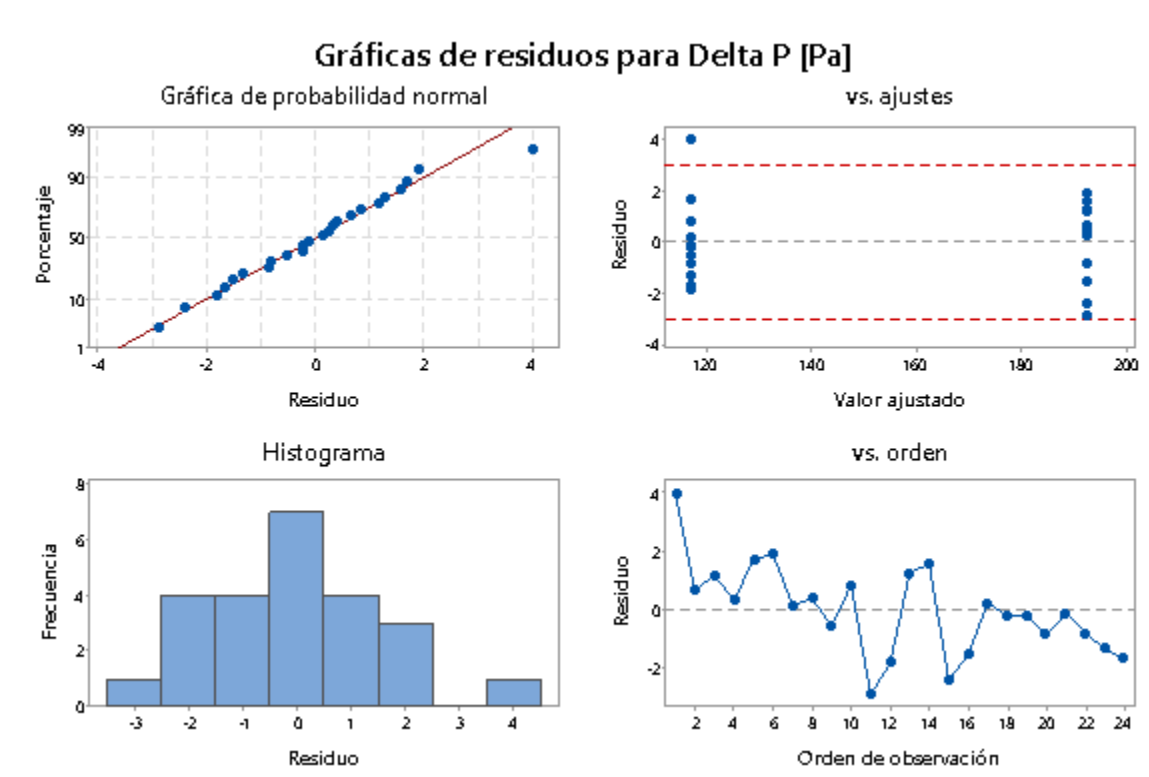 Gráficas de residuos para Delta P [Pa]
Gráfica de probabilidad normal
99
90
50
10
1
Porcentaje
-4 -2 0 2 4
Residuo
vs. ajustes
4
2
0
-2
-4
Residuo
120 140 160 180 200
Valor ajustado
Histograma
8
6
4
2
0
Frecuencia
-3 -2 -1 0 1 2 3 4
Residuo
vs. orden
4
2
0
-2
Residuo
2 4 6 8 10 12 14 16 18 20 22 24
Orden de observación